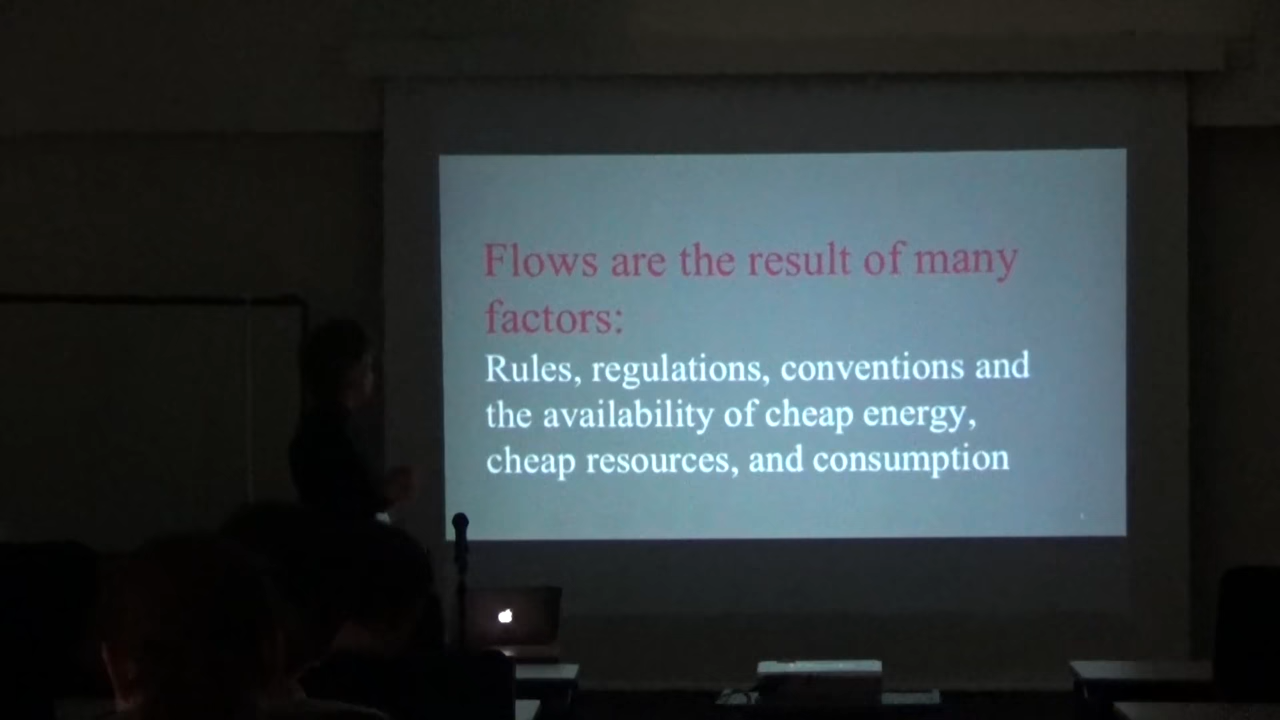 Flows are the result of many
factors:
Rules, regulations, conventions and
the availability of cheap energy,
cheap resources, and consumption